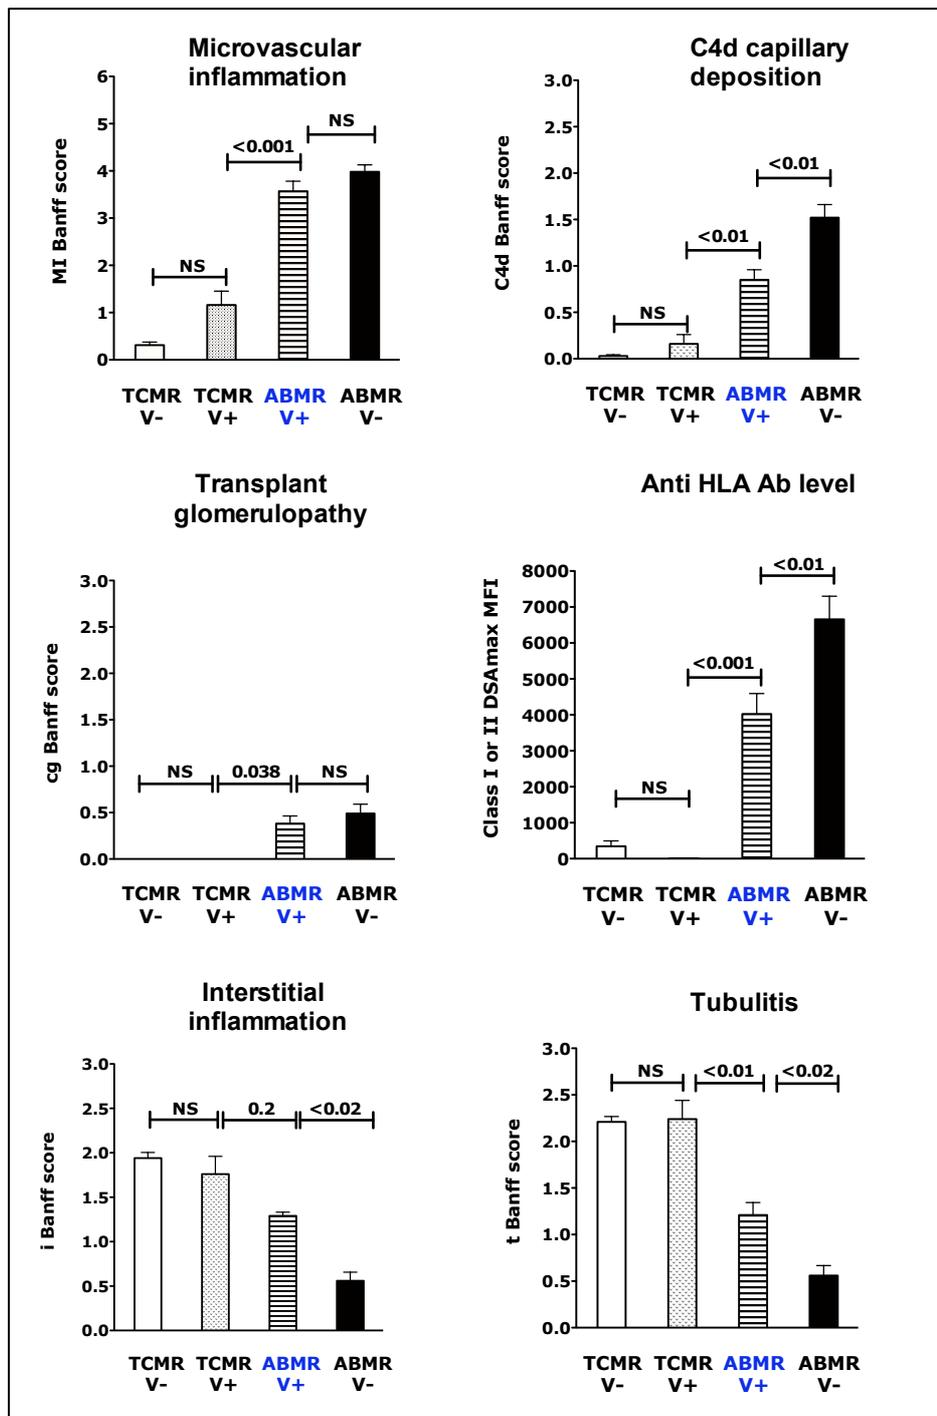 Microvascular
inflammation
MI Banff score
6
5
4
3
2
1
0
NS
<0.001
NS
TCMR TCMR ABMR ABMR
V- V+ V+ V-
C4d capillary
deposition
C4d Banff score
3.0
2.5
2.0
1.5
1.0
0.5
0.0
NS
<0.01
<0.01
TCMR TCMR ABMR ABMR
V- V+ V+ V-
Transplant
glomerulopathy
cg Banff score
3.0
2.5
2.0
1.5
1.0
0.5
0.0
NS 0.038 NS
TCMR TCMR ABMR ABMR
V- V+ V+ V-
Anti HLA Ab level
Class I or II DSAmax MFI
8000
7000
6000
5000
4000
3000
2000
1000
0
NS
<0.001
<0.01
TCMR TCMR ABMR ABMR
V- V+ V+ V-
Interstitial
inflammation
i Banff score
3.0
2.5
2.0
1.5
1.0
0.5
0.0
NS 0.2 <0.02
TCMR TCMR ABMR ABMR
V- V+ V+ V-
Tubulitis
t Banff score
3.0
2.5
2.0
1.5
1.0
0.5
0.0
NS <0.01 <0.02
TCMR TCMR ABMR ABMR
V- V+ V+ V-